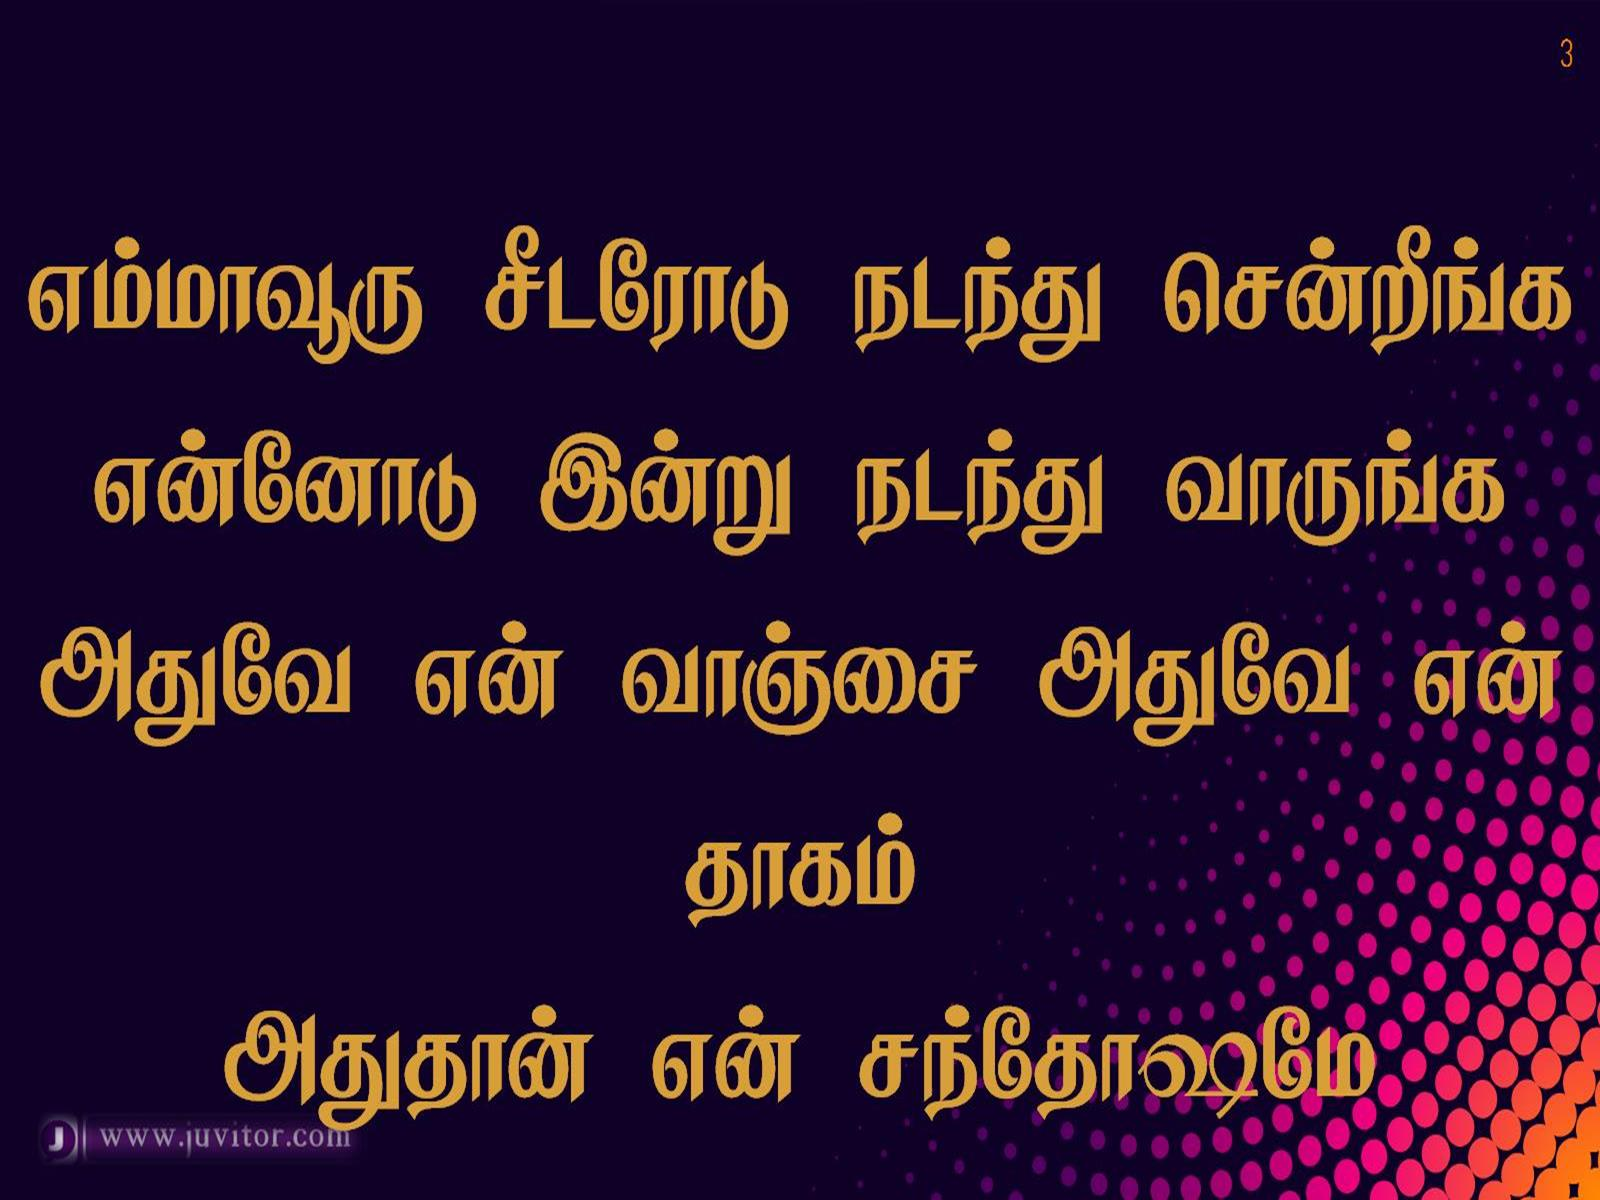 3
எம்மாவூரு சீடரோடு நடந்து சென்றீங்க
என்னோடு இன்று நடந்து வாருங்க
அதுவே என் வாஞ்சை அதுவே என்
தாகம்
அதுதான் என் சந்தோஷமே
J www.juvitor.com